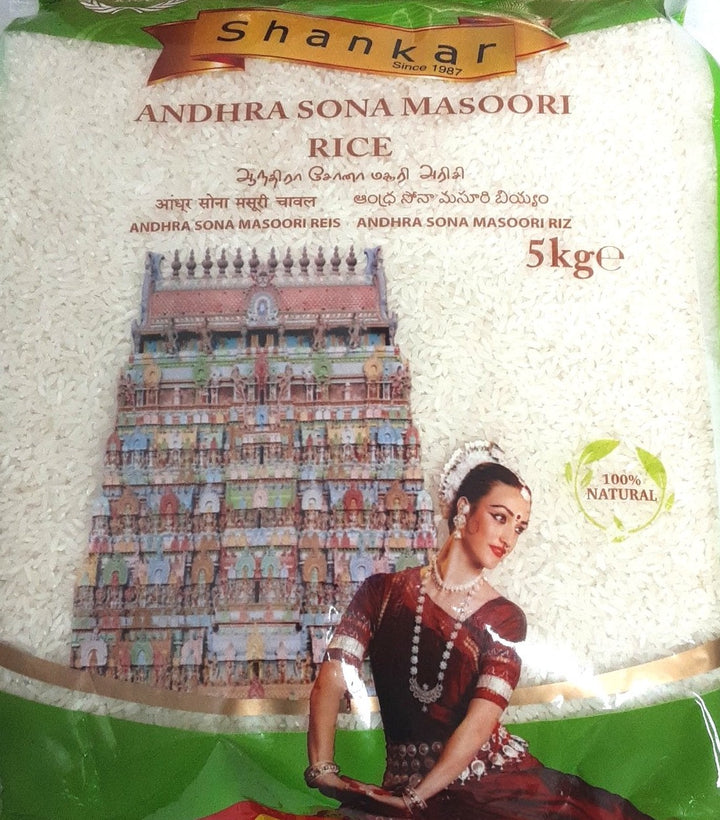 Shankar
Since 1987
ANDHRA SONA MASOORI
RICE
ஆந்திரா சோனா மசூரி அரிசி
आंध्र सोना मसूरी चावल ఆంధ్ర సోనా మసూరి బియ్యం
ANDHRA SONA MASOORI REIS ANDHRA SONA MASOORI RIZ
5kg℮
100%
NATURAL